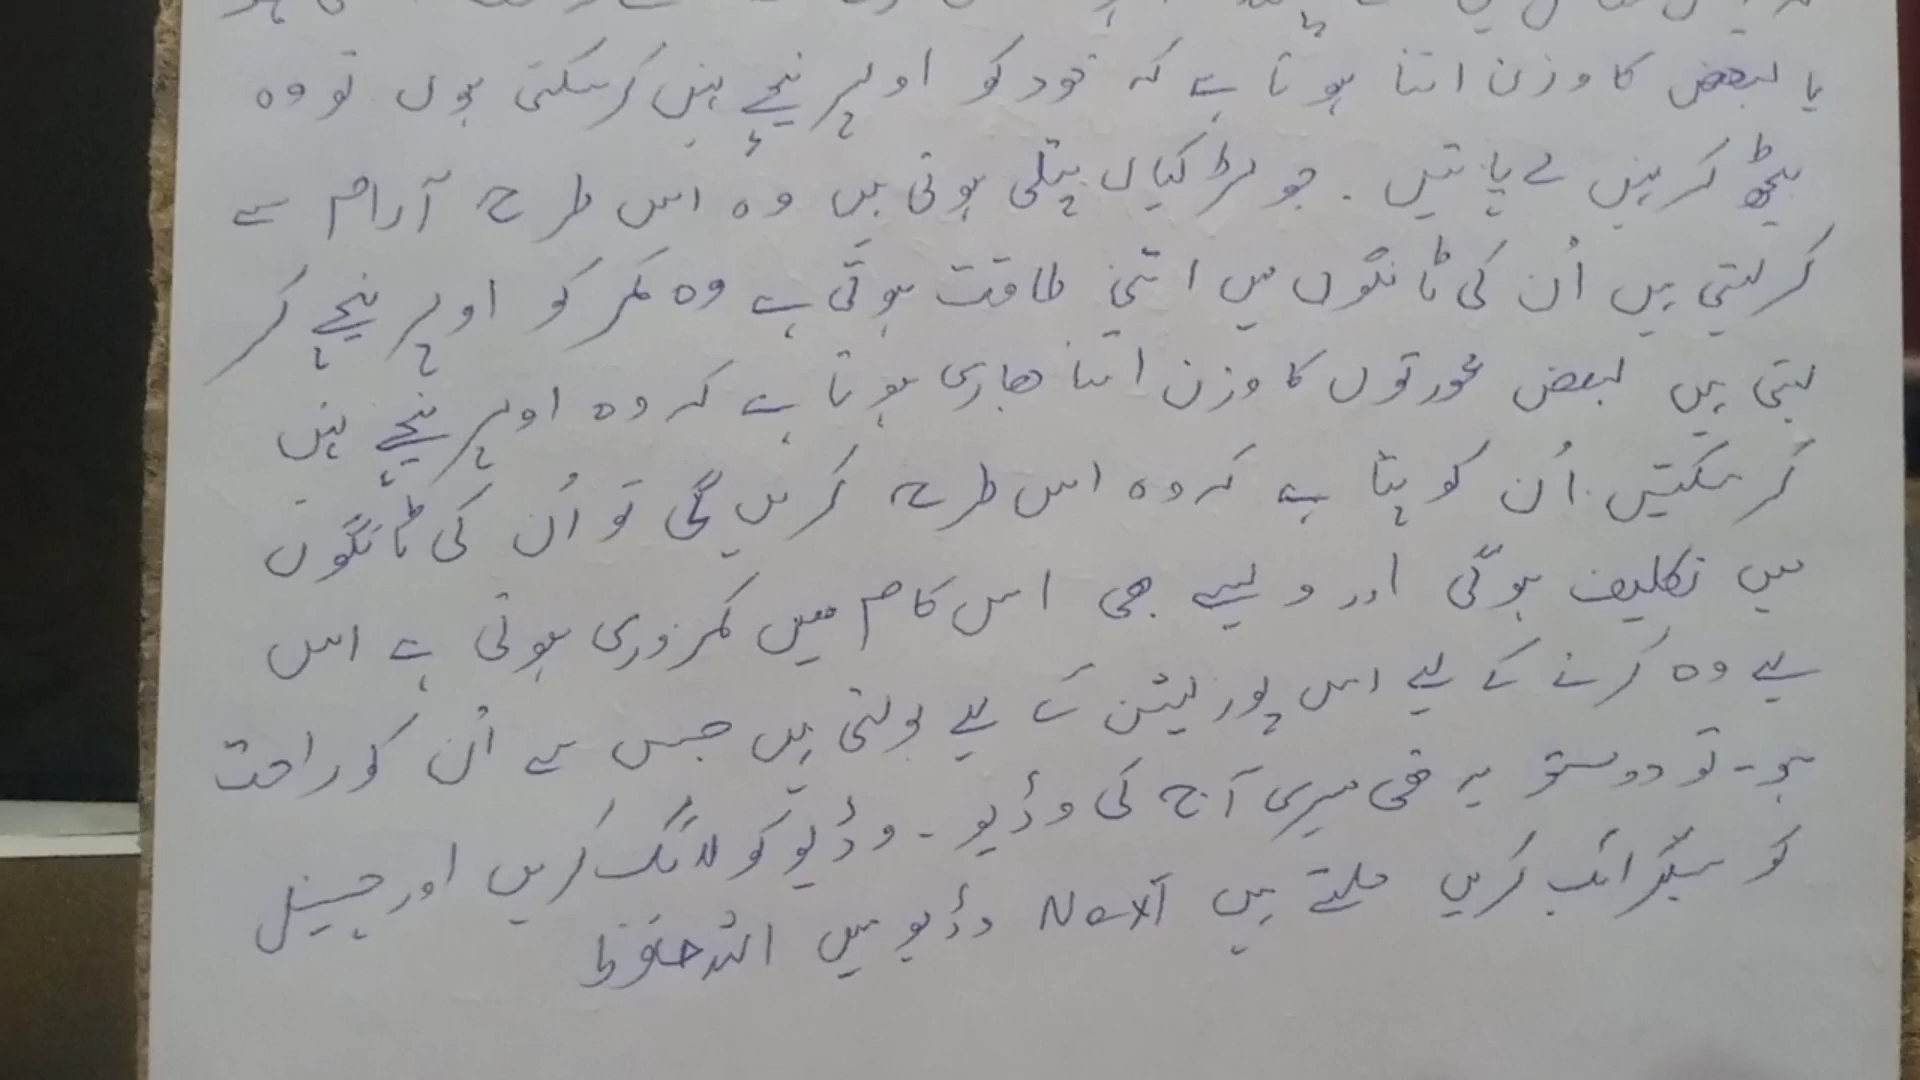 یا بعض کا وزن اتنا ہوتا ہے کہ خود کو اوپر نیچے نہیں کرسکتی ہوں تو وہ
بیٹھ کر نہیں لے پاتیں۔ جو لڑکیاں پتلی ہوتی ہیں وہ اس طرح آرام سے
کر لیتی ہیں اُن کی ٹانگوں میں اتنی طاقت ہوتی ہے وہ کمر کو اوپر نیچے کر
لیتی ہیں بعض عورتوں کا وزن اتنا بھاری ہوتا ہے کہ وہ اوپر نیچے نہیں
کر سکتیں۔ اُن کو پتا ہے کہ وہ اس طرح کریں گی تو اُن کی ٹانگوں
میں تکلیف ہوگی اور ویسے بھی اس کام میں کمزوری ہوتی ہے اس
لیے وہ کرنے کے لیے اس پوزیشن کے لیے بولتی ہیں جس سے اُن کو راحت
ہو۔ تو دوستو یہ تھی میری آج کی وڈیو۔ وڈیو کو لائک کریں اور چینل
کو سبکرائب کریں ملتے ہیں Next وڈیو میں اللہ حافظ